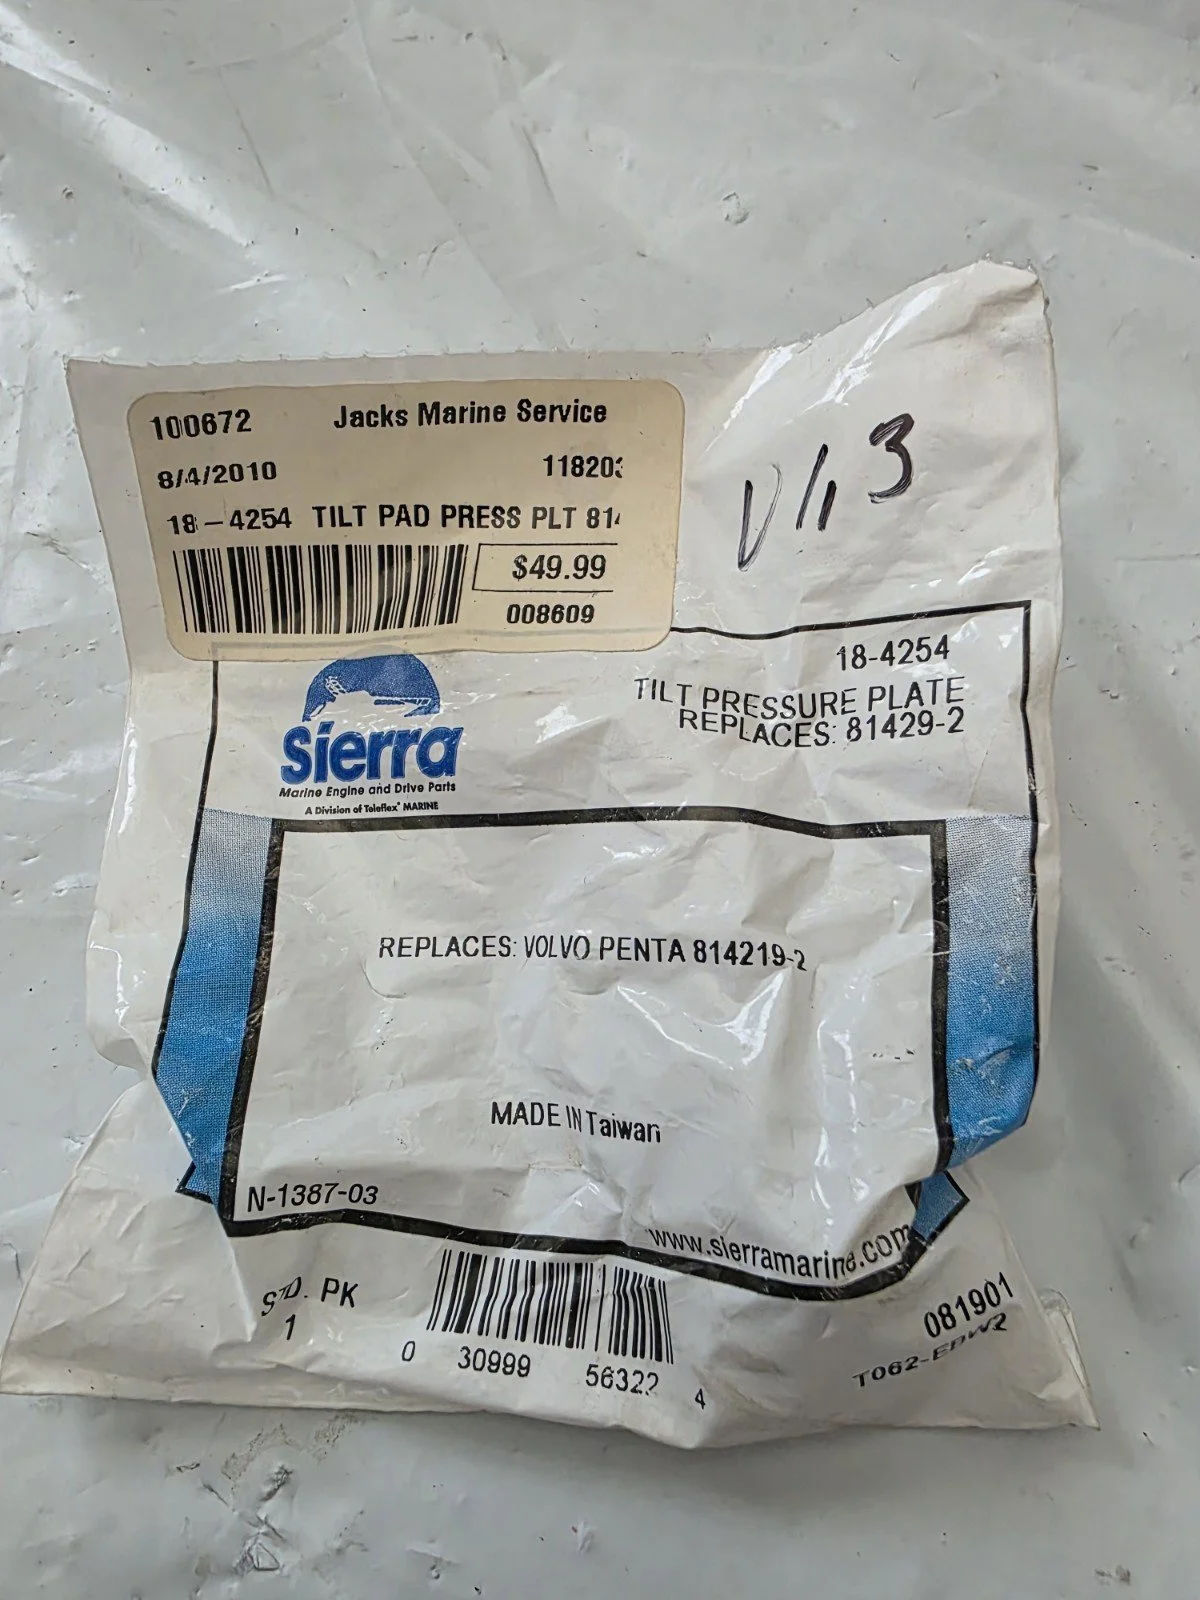 100672 Jacks Marine Service
8/4/2010 118203
18-4254 TILT PAD PRESS PLT 814
$49.99
008609
18-4254
TILT PRESSURE PLATE
REPLACES: 81429-2
sierra
Marine Engine and Drive Parts
A Division of Teleflex® MARINE
REPLACES: VOLVO PENTA 814219-2
MADE IN Taiwan
N-1387-03
www.sierramarine.com
STD. PK
1
0 30999 56322 4
081901